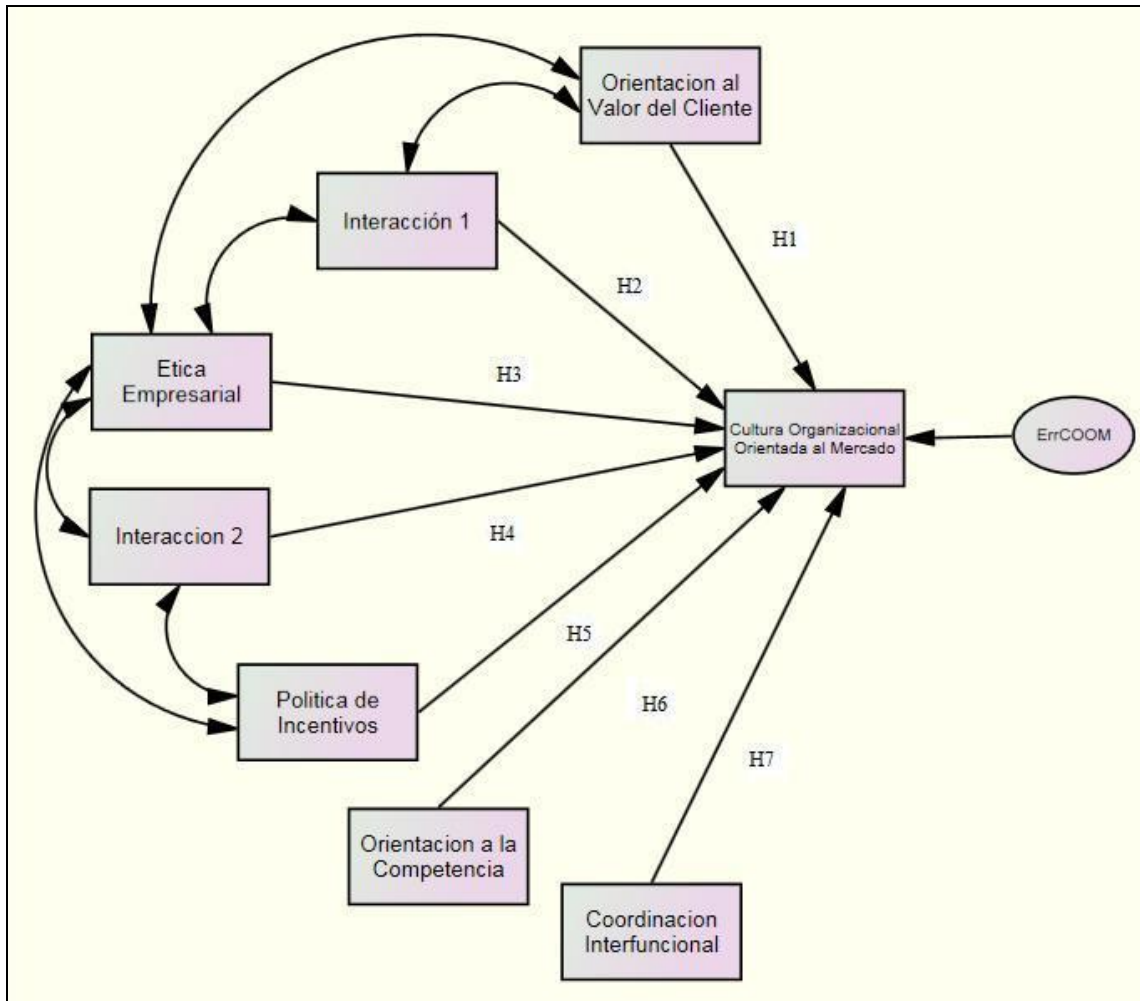 Orientacion al
Valor del Cliente
Interacción 1
H1
H2
Etica
Empresarial
H3
Cultura Organizacional
Orientada al Mercado
ErrCOOM
Interaccion 2
H4
H5
Politica de
Incentivos
H6
H7
Orientacion a la
Competencia
Coordinacion
Interfuncional